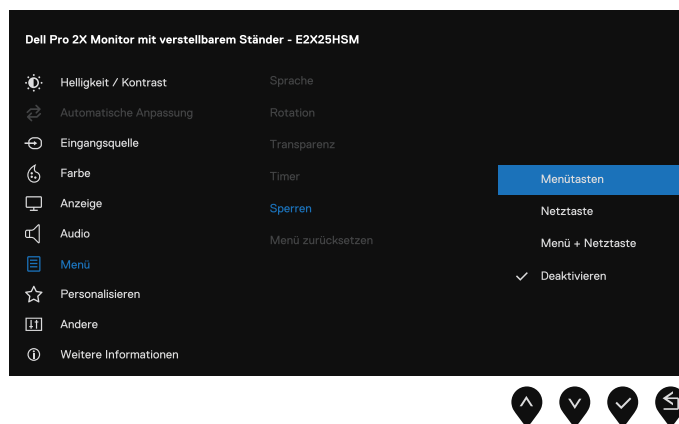 Dell Pro 2X Monitor mit verstellbarem Ständer - E2X25HSM
Helligkeit / Kontrast
Automatische Anpassung
Eingangsquelle
Farbe
Anzeige
Audio
Menü
Personalisieren
Andere
Weitere Informationen
Sprache
Rotation
Transparenz
Timer
Sperren
Menü zurücksetzen
Menütasten
Netztaste
Menü + Netztaste
Deaktivieren